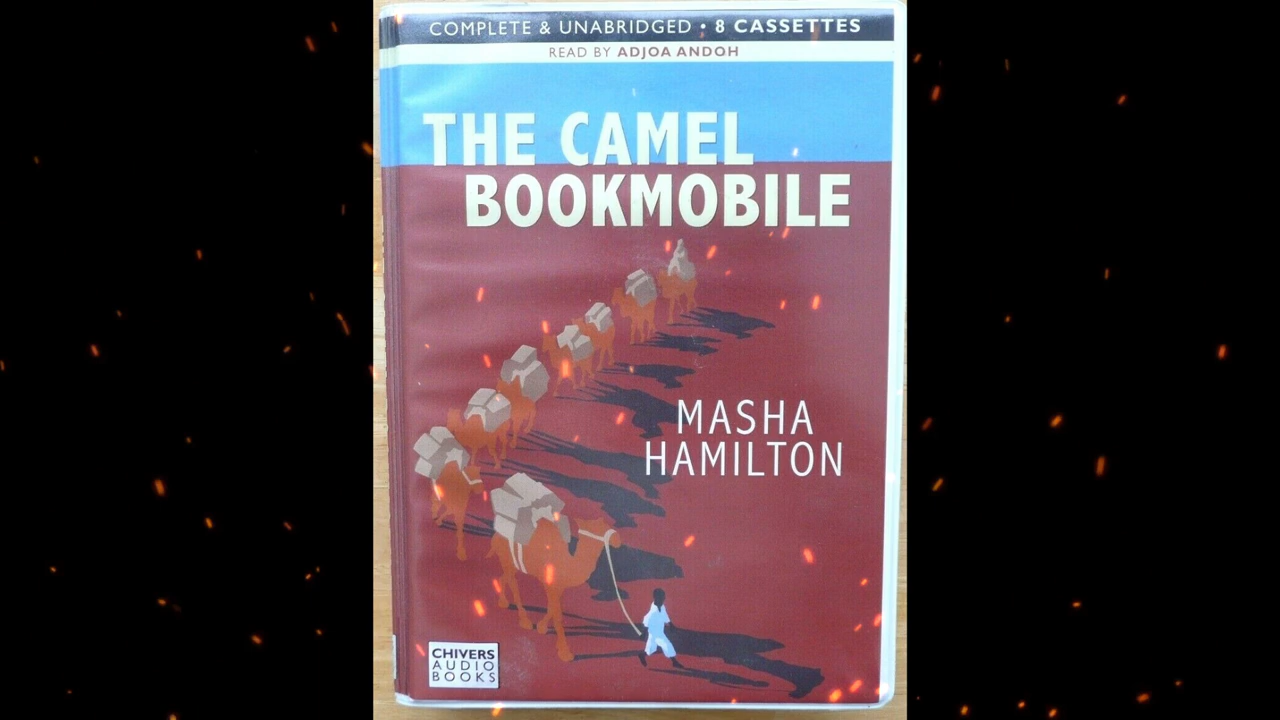 COMPLETE & UNABRIDGED • 8 CASSETTES
READ BY ADJOA ANDOH
THE CAMEL
BOOKMOBILE
MASHA
HAMILTON
CHIVERS
AUDIO
BOOKS